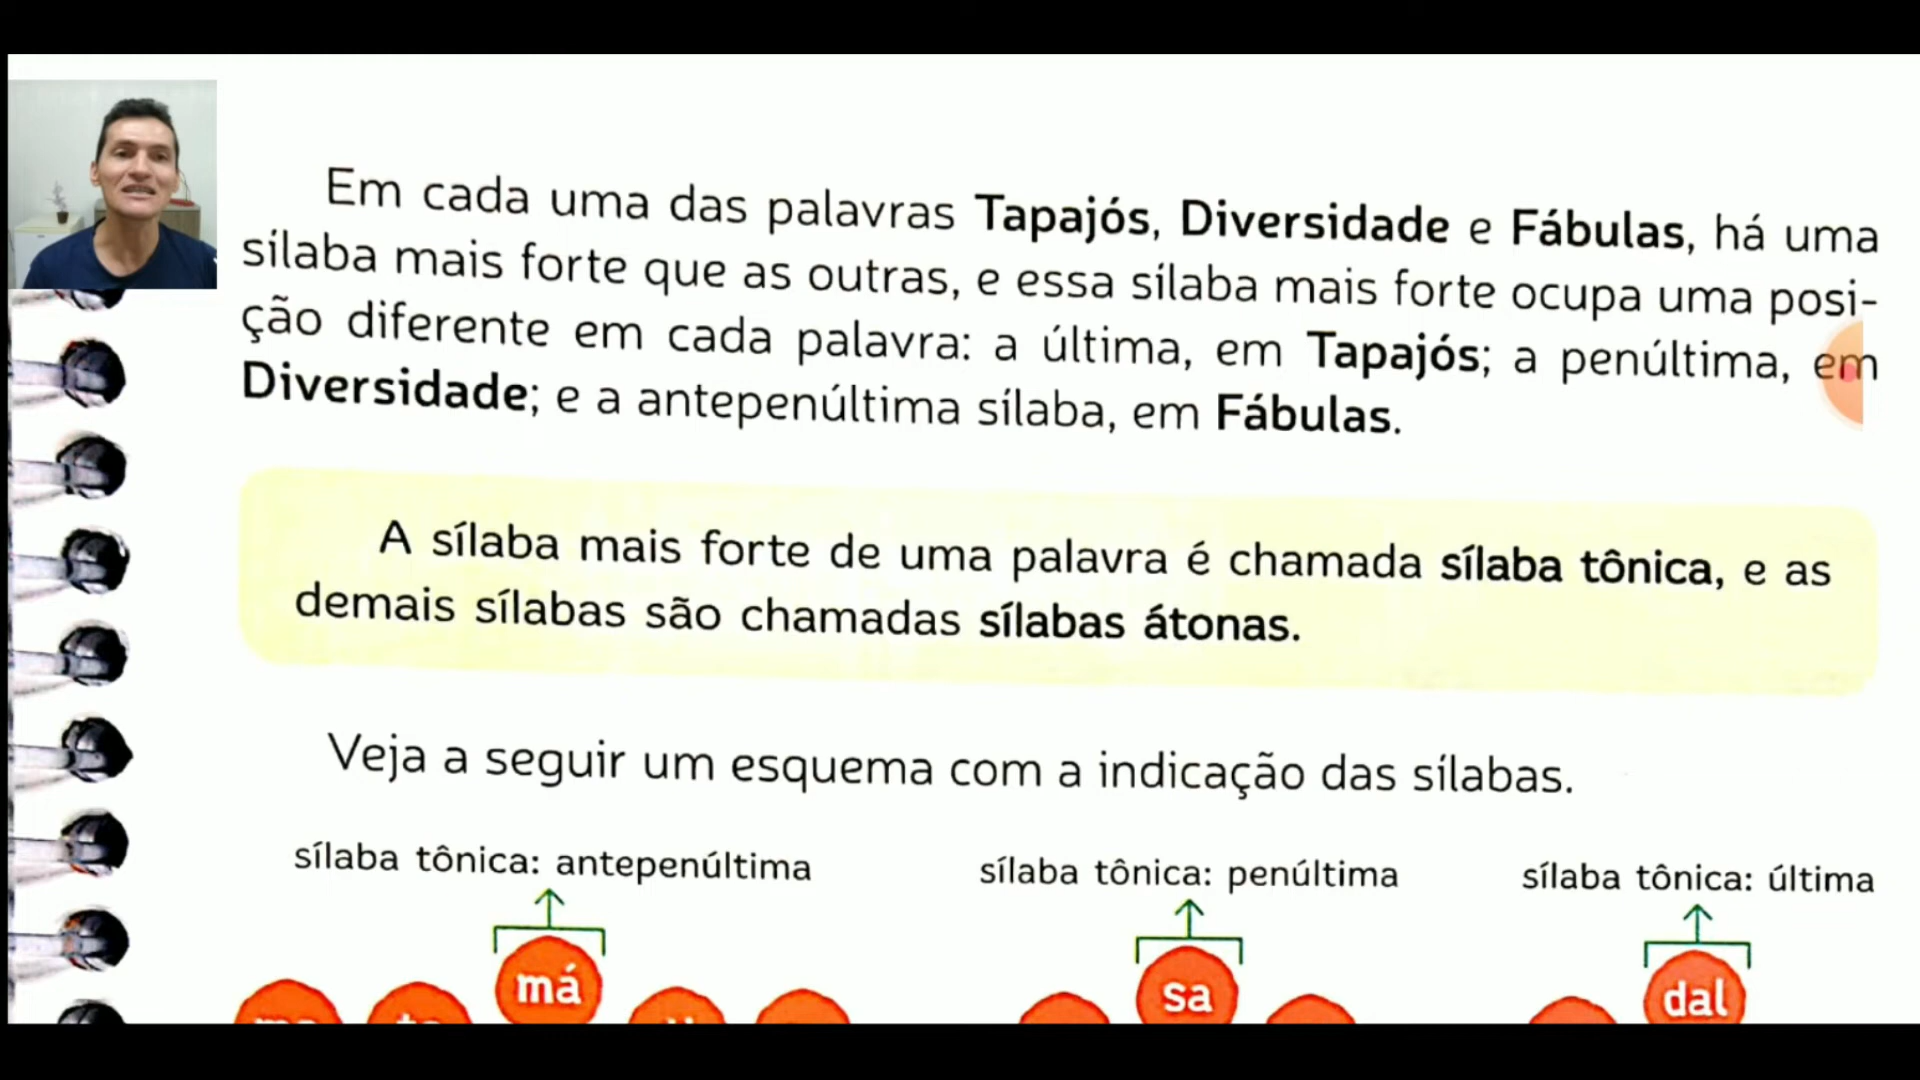 Em cada uma das palavras Tapajós, Diversidade e Fábulas, há uma
sílaba mais forte que as outras, e essa sílaba mais forte ocupa uma posi-
ção diferente em cada palavra: a última, em Tapajós; a penúltima, em
Diversidade; e a antepenúltima sílaba, em Fábulas.
A sílaba mais forte de uma palavra é chamada sílaba tônica, e as
demais sílabas são chamadas sílabas átonas.
Veja a seguir um esquema com a indicação das sílabas.
sílaba tônica: antepenúltima sílaba tônica: penúltima sílaba tônica: última
má sa dal